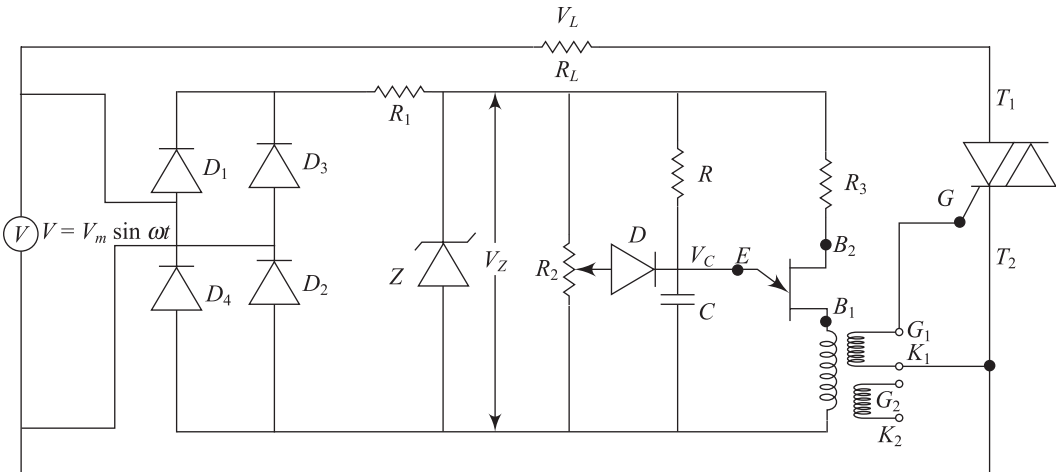 V_L
R_L
R_1
T_1
D_1
D_3
R
R_3
G
V
V = V_m sin ωt
D
V_C
E
B_2
T_2
Z
V_Z
R_2
D_4
D_2
C
B_1
G_1
K_1
G_2
K_2